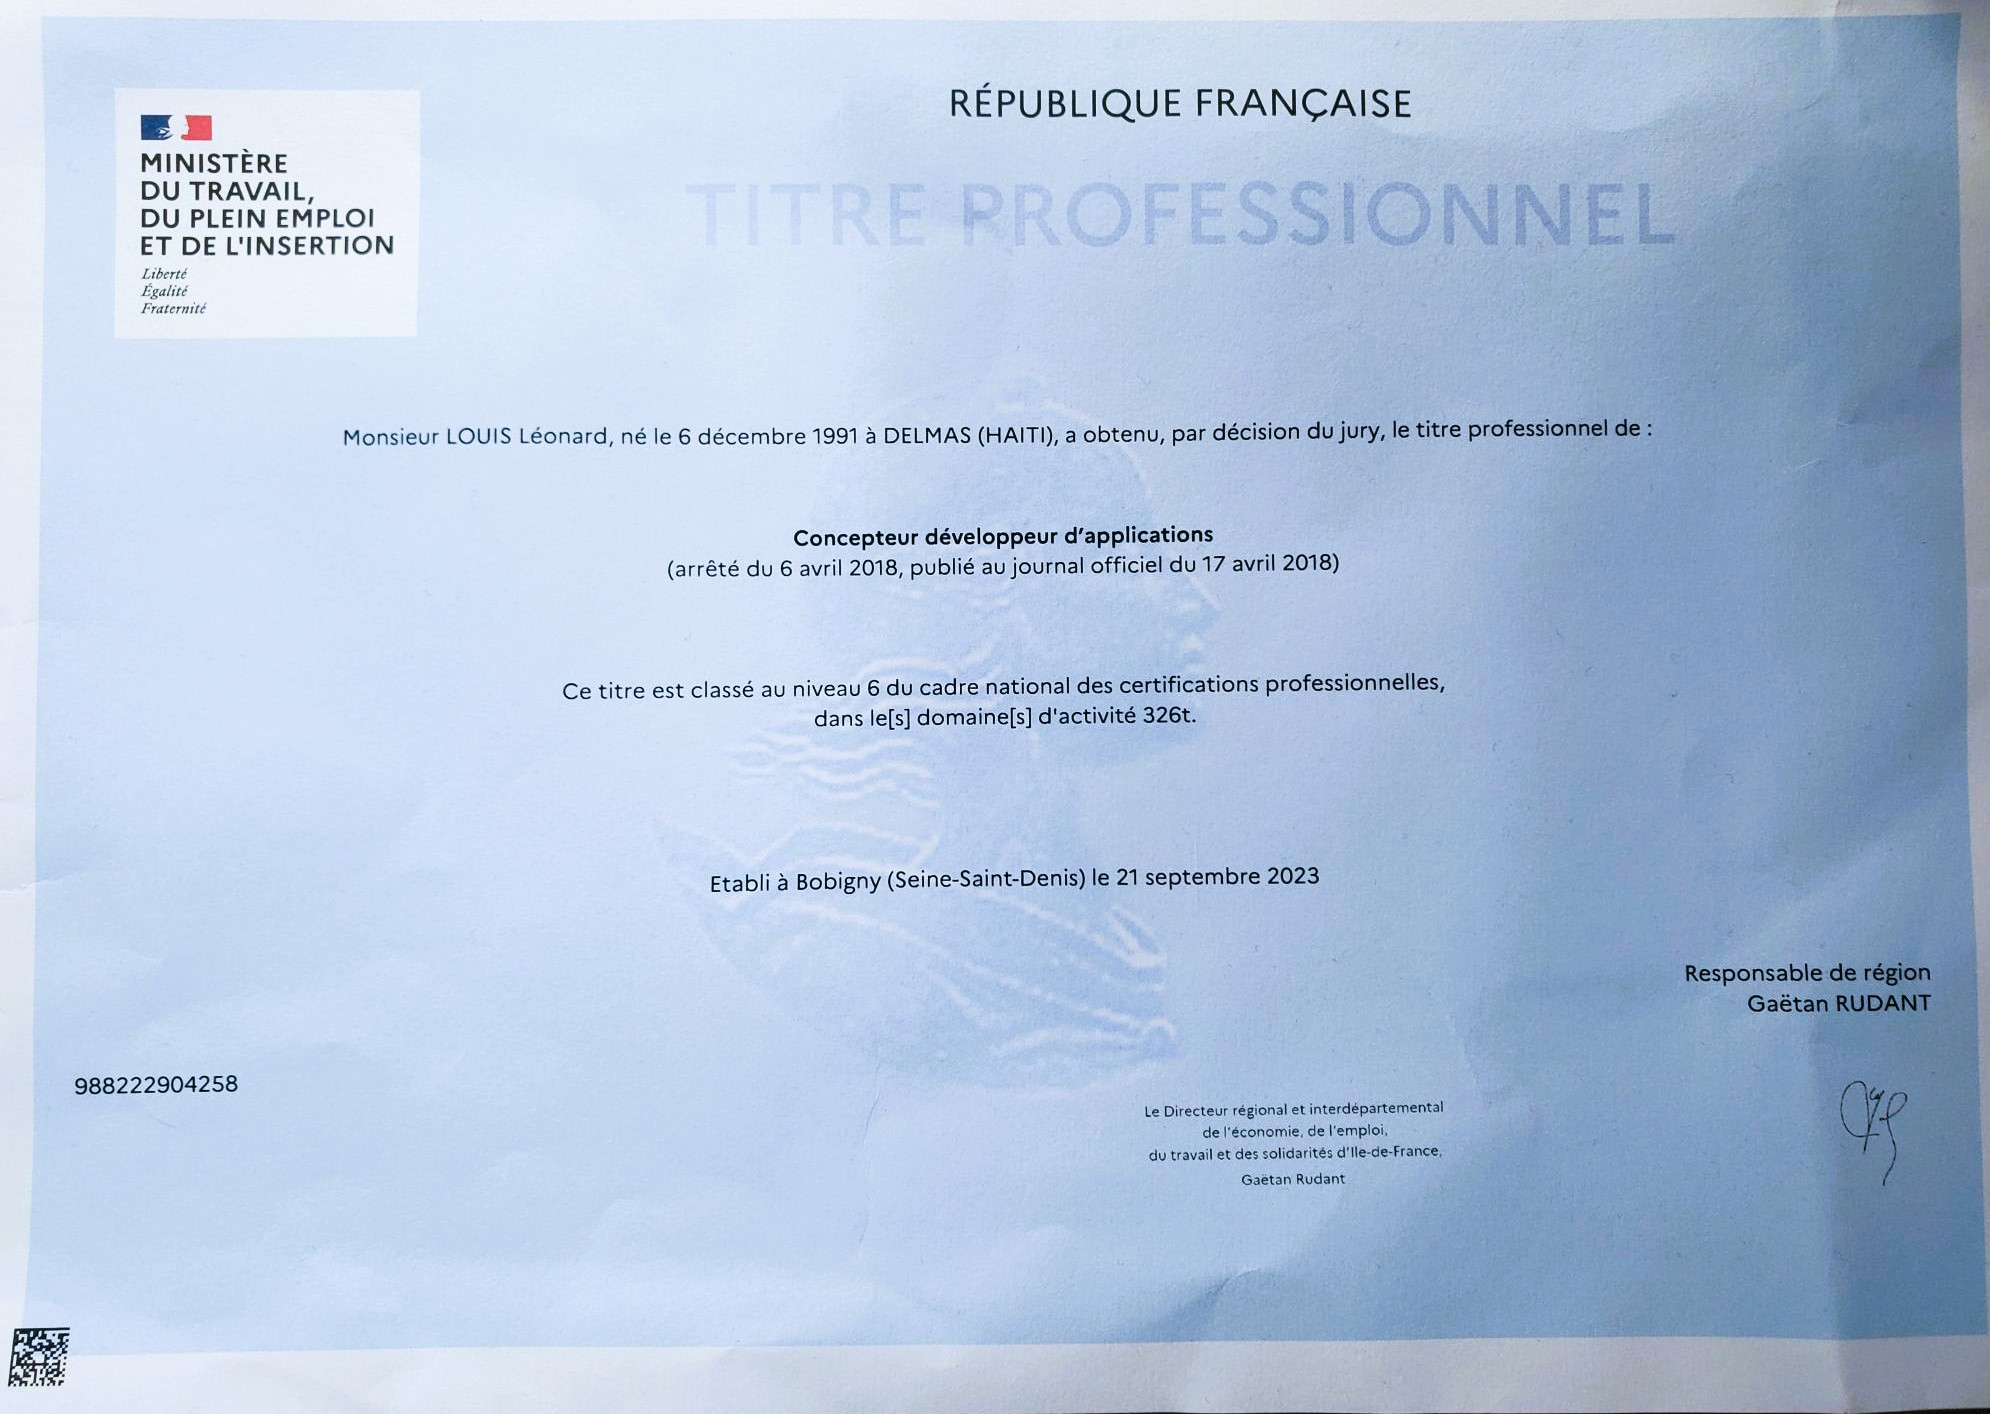 MINISTÈRE
DU TRAVAIL,
DU PLEIN EMPLOI
ET DE L'INSERTION
Liberté
Égalité
Fraternité
RÉPUBLIQUE FRANÇAISE
TITRE PROFESSIONNEL
Monsieur LOUIS Léonard, né le 6 décembre 1991 à DELMAS (HAITI), a obtenu, par décision du jury, le titre professionnel de :
Concepteur développeur d’applications
(arrêté du 6 avril 2018, publié au journal officiel du 17 avril 2018)
Ce titre est classé au niveau 6 du cadre national des certifications professionnelles,
dans le[s] domaine[s] d'activité 326t.
Etabli à Bobigny (Seine-Saint-Denis) le 21 septembre 2023
Responsable de région
Gaëtan RUDANT
988222904258
Le Directeur régional et interdépartemental
de l'économie, de l'emploi,
du travail et des solidarités d'Ile-de-France,
Gaëtan Rudant